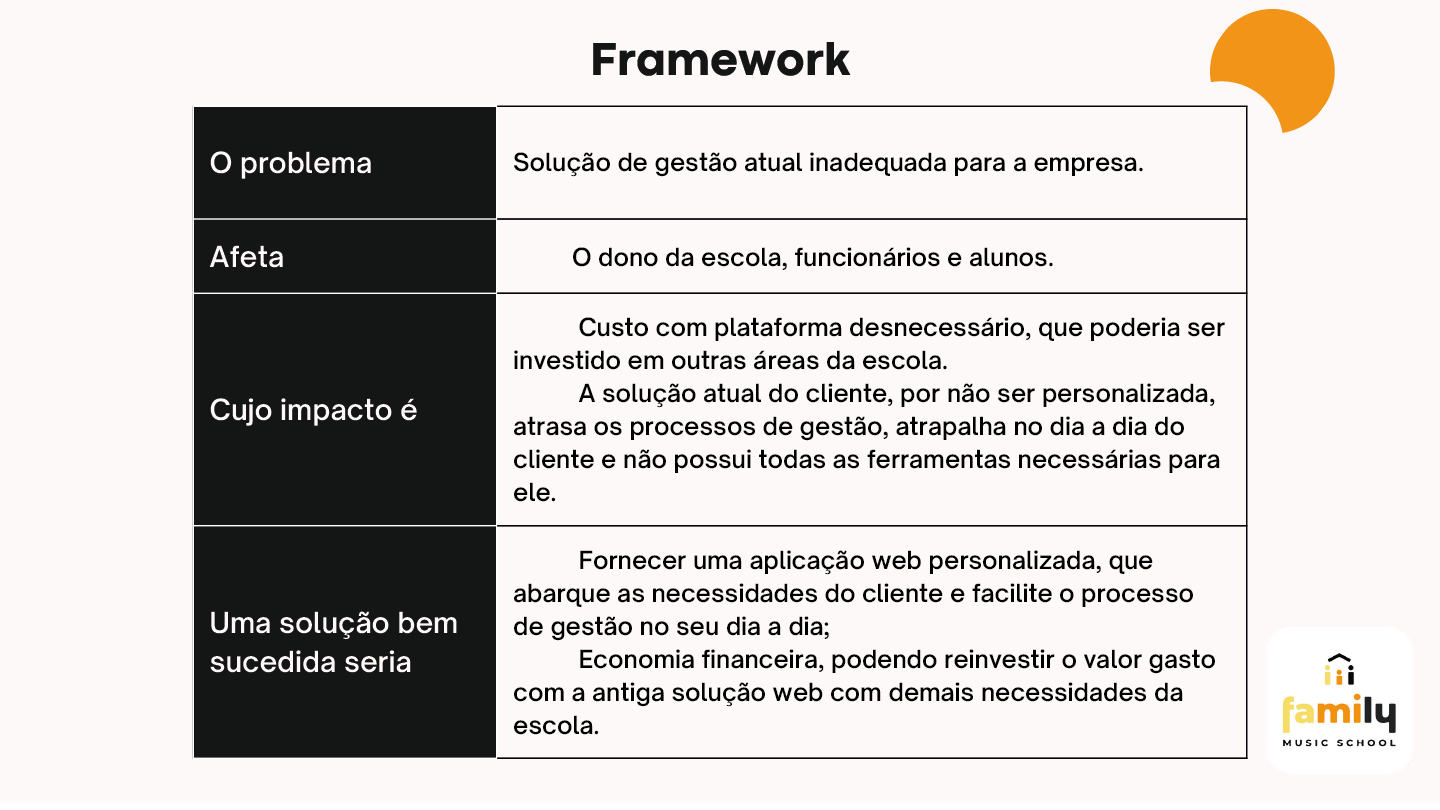 Framework
O problema
Solução de gestão atual inadequada para a empresa.
Afeta
O dono da escola, funcionários e alunos.
Cujo impacto é
Custo com plataforma desnecessário, que poderia ser
investido em outras áreas da escola.
A solução atual do cliente, por não ser personalizada,
atrasa os processos de gestão, atrapalha no dia a dia do
cliente e não possui todas as ferramentas necessárias para
ele.
Uma solução bem
sucedida seria
Fornecer uma aplicação web personalizada, que
abarque as necessidades do cliente e facilite o processo
de gestão no seu dia a dia;
Economia financeira, podendo reinvestir o valor gasto
com a antiga solução web com demais necessidades da
escola.
family
MUSIC SCHOOL